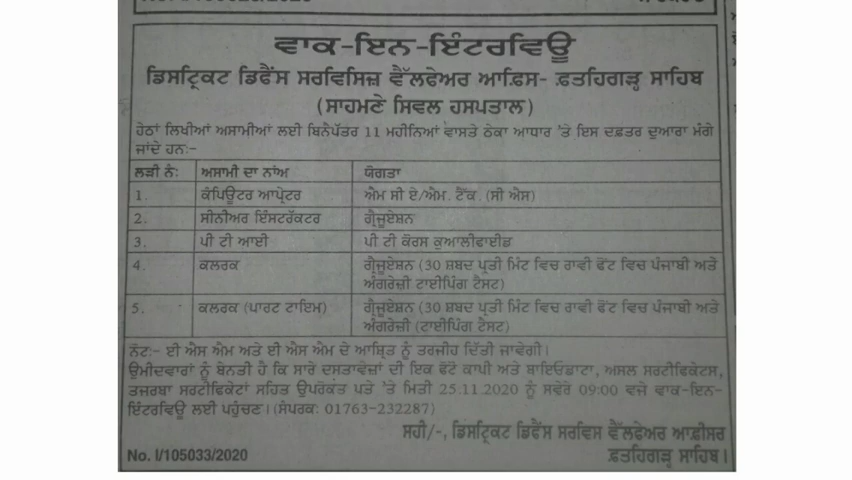 ਵਾਕ-ਇਨ-ਇੰਟਰਵਿਊ
ਡਿਸਟ੍ਰਿਕਟ ਡਿਫੈਂਸ ਸਰਵਿਸਿਜ਼ ਵੈੱਲਫੇਅਰ ਆਫ਼ਿਸ- ਫ਼ਤਹਿਗੜ੍ਹ ਸਾਹਿਬ
(ਸਾਹਮਣੇ ਸਿਵਲ ਹਸਪਤਾਲ)
ਹੇਠਾਂ ਲਿਖੀਆਂ ਅਸਾਮੀਆਂ ਲਈ ਬਿਨੈਪੱਤਰ 11 ਮਹੀਨਿਆਂ ਵਾਸਤੇ ਠੇਕਾ ਆਧਾਰ 'ਤੇ ਇਸ ਦਫ਼ਤਰ ਦੁਆਰਾ ਮੰਗੇ
ਜਾਂਦੇ ਹਨ:-
ਲੜੀ ਨੰ: ਅਸਾਮੀ ਦਾ ਨਾਂਅ ਯੋਗਤਾ
1. ਕੰਪਿਊਟਰ ਆਪ੍ਰੇਟਰ ਐਮ ਸੀ ਏ/ਐਮ. ਟੈੱਕ. (ਸੀ ਐਸ)
2. ਸੀਨੀਅਰ ਇੰਸਟਰੱਕਟਰ ਗ੍ਰੈਜੂਏਸ਼ਨ
3. ਪੀ ਟੀ ਆਈ ਪੀ ਟੀ ਕੋਰਸ ਕੁਆਲੀਫਾਈਡ
4. ਕਲਰਕ ਗ੍ਰੈਜੂਏਸ਼ਨ (30 ਸ਼ਬਦ ਪ੍ਰਤੀ ਮਿੰਟ ਵਿਚ ਰਾਵੀ ਫੌਂਟ ਵਿਚ ਪੰਜਾਬੀ ਅਤੇ
ਅੰਗਰੇਜ਼ੀ ਟਾਈਪਿੰਗ ਟੈਸਟ)
5. ਕਲਰਕ (ਪਾਰਟ ਟਾਇਮ) ਗ੍ਰੈਜੂਏਸ਼ਨ (30 ਸ਼ਬਦ ਪ੍ਰਤੀ ਮਿੰਟ ਵਿਚ ਰਾਵੀ ਫੌਂਟ ਵਿਚ ਪੰਜਾਬੀ ਅਤੇ
ਅੰਗਰੇਜ਼ੀ (ਟਾਈਪਿੰਗ ਟੈਸਟ)
ਨੋਟ:- ਈ ਐਸ ਐਮ ਅਤੇ ਈ ਐਸ ਐਮ ਦੇ ਆਸ਼੍ਰਿਤ ਨੂੰ ਤਰਜੀਹ ਦਿੱਤੀ ਜਾਵੇਗੀ।
ਉਮੀਦਵਾਰਾਂ ਨੂੰ ਬੇਨਤੀ ਹੈ ਕਿ ਸਾਰੇ ਦਸਤਾਵੇਜ਼ਾਂ ਦੀ ਇਕ ਫੋਟੋ ਕਾਪੀ ਅਤੇ ਬਾਇਓਡਾਟਾ, ਅਸਲ ਸਰਟੀਫਿਕੇਟਸ,
ਤਜਰਬਾ ਸਰਟੀਫਿਕੇਟਾਂ ਸਹਿਤ ਉਪਰੋਕਤ ਪਤੇ 'ਤੇ ਮਿਤੀ 25.11.2020 ਨੂੰ ਸਵੇਰੇ 09:00 ਵਜੇ ਵਾਕ-ਇਨ-
ਇੰਟਰਵਿਊ ਲਈ ਪਹੁੰਚਣ। (ਸੰਪਰਕ: 01763-232287)
ਸਹੀ/-, ਡਿਸਟ੍ਰਿਕਟ ਡਿਫੈਂਸ ਸਰਵਿਸ ਵੈੱਲਫੇਅਰ ਆਫ਼ੀਸਰ
No. I/105033/2020 ਫ਼ਤਹਿਗੜ੍ਹ ਸਾਹਿਬ।